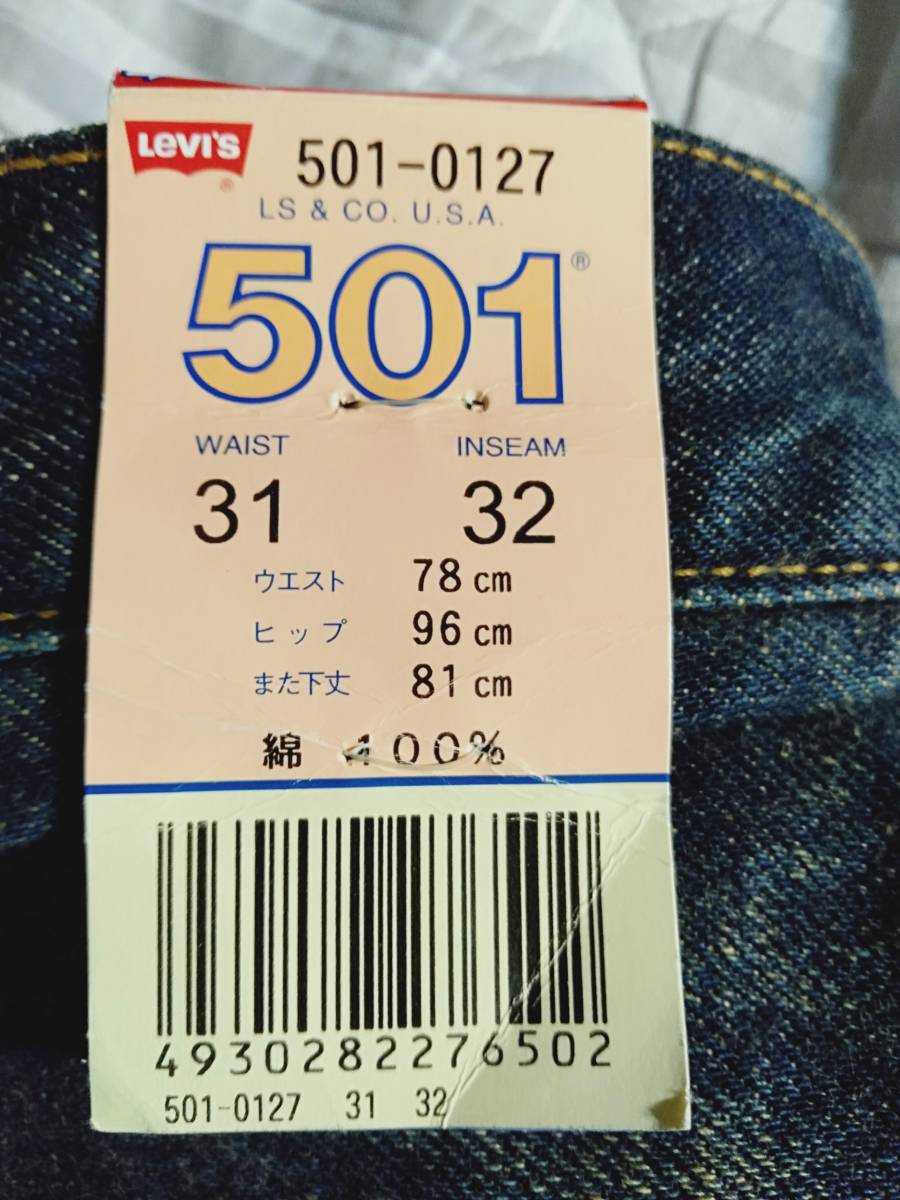 LEVI'S ®
501-0127
LS & CO. U.S.A.
501®
WAIST INSEAM
31 32
ウエスト 78 cm
ヒップ 96 cm
また下丈 81 cm
綿 100%
4930282276502
501-0127 31 32